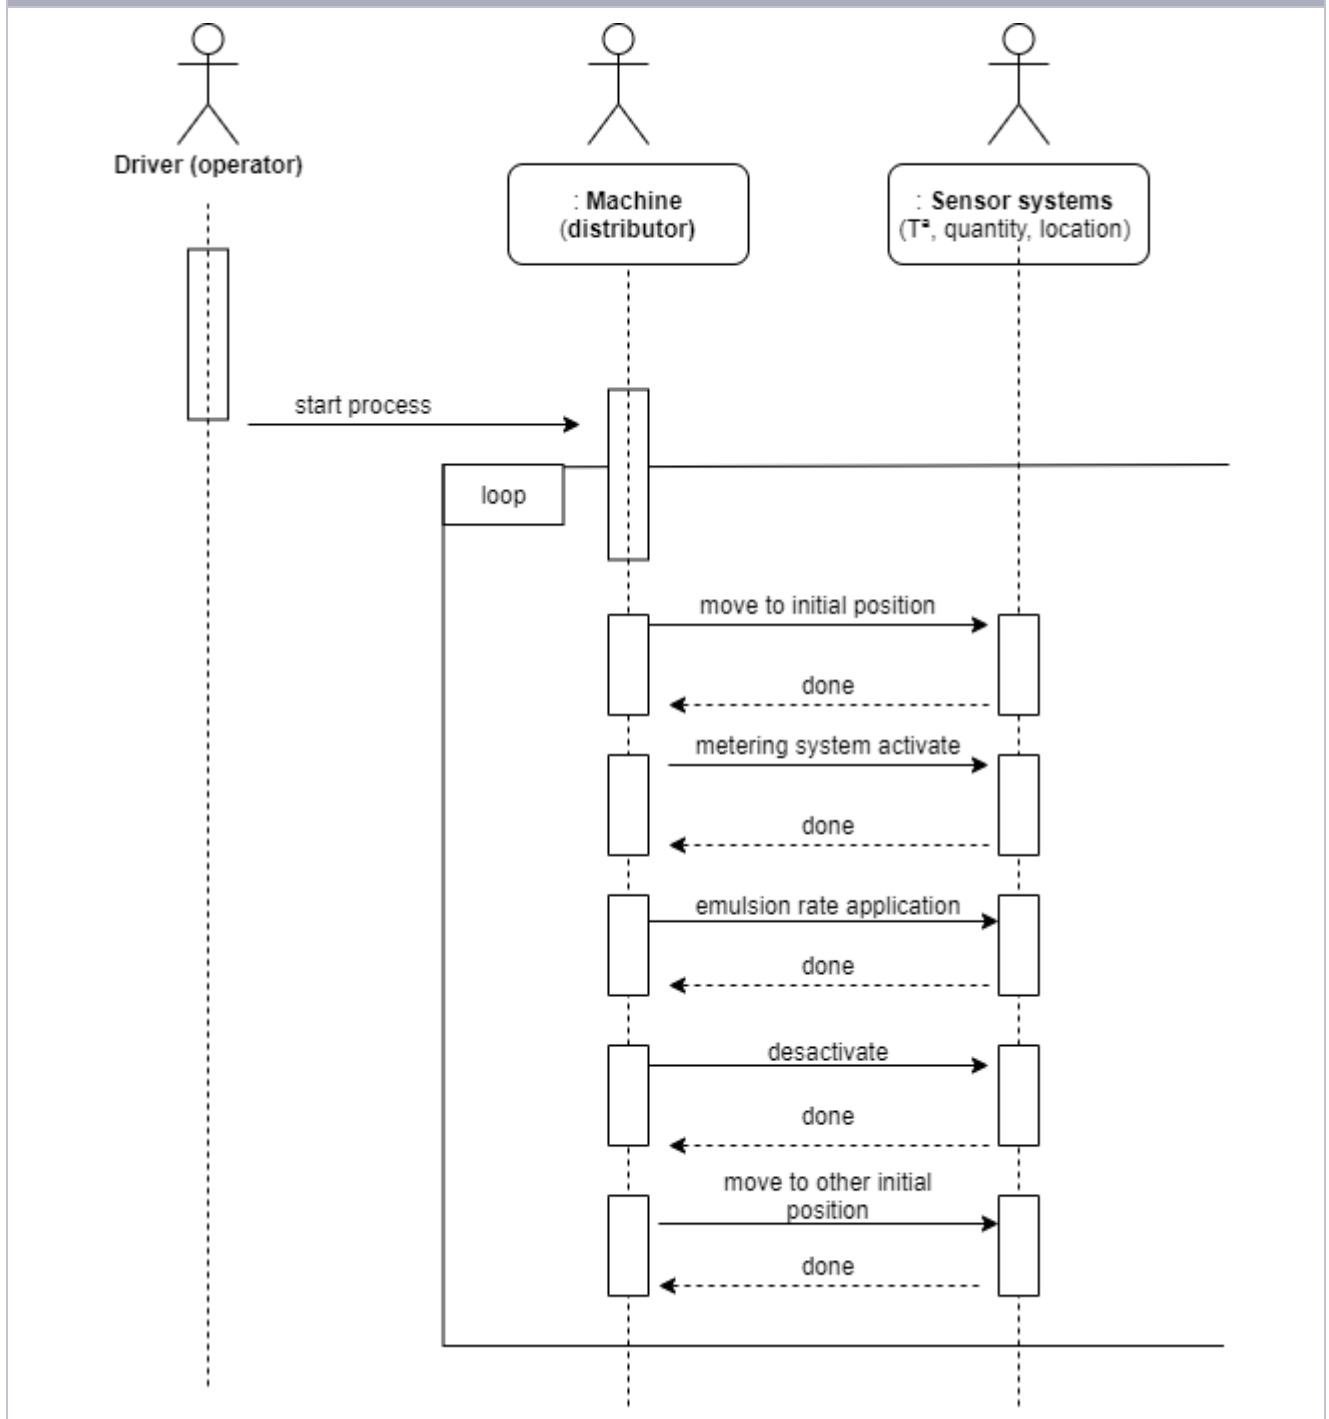 Driver (operator)
: Machine
(distributor)
: Sensor systems
(Tª, quantity, location)
start process
loop
move to initial position
done
metering system activate
done
emulsion rate application
done
desactivate
done
move to other initial
position
done